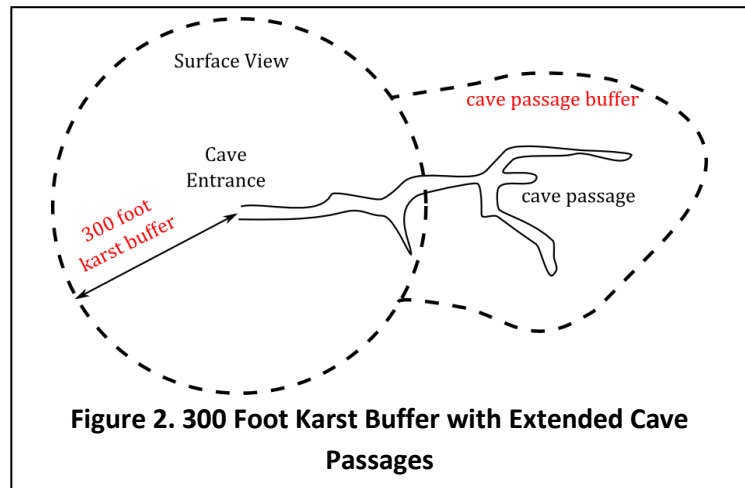 Surface View
cave passage buffer
Cave
Entrance
cave passage
300 foot
karst buffer
Figure 2. 300 Foot Karst Buffer with Extended Cave
Passages